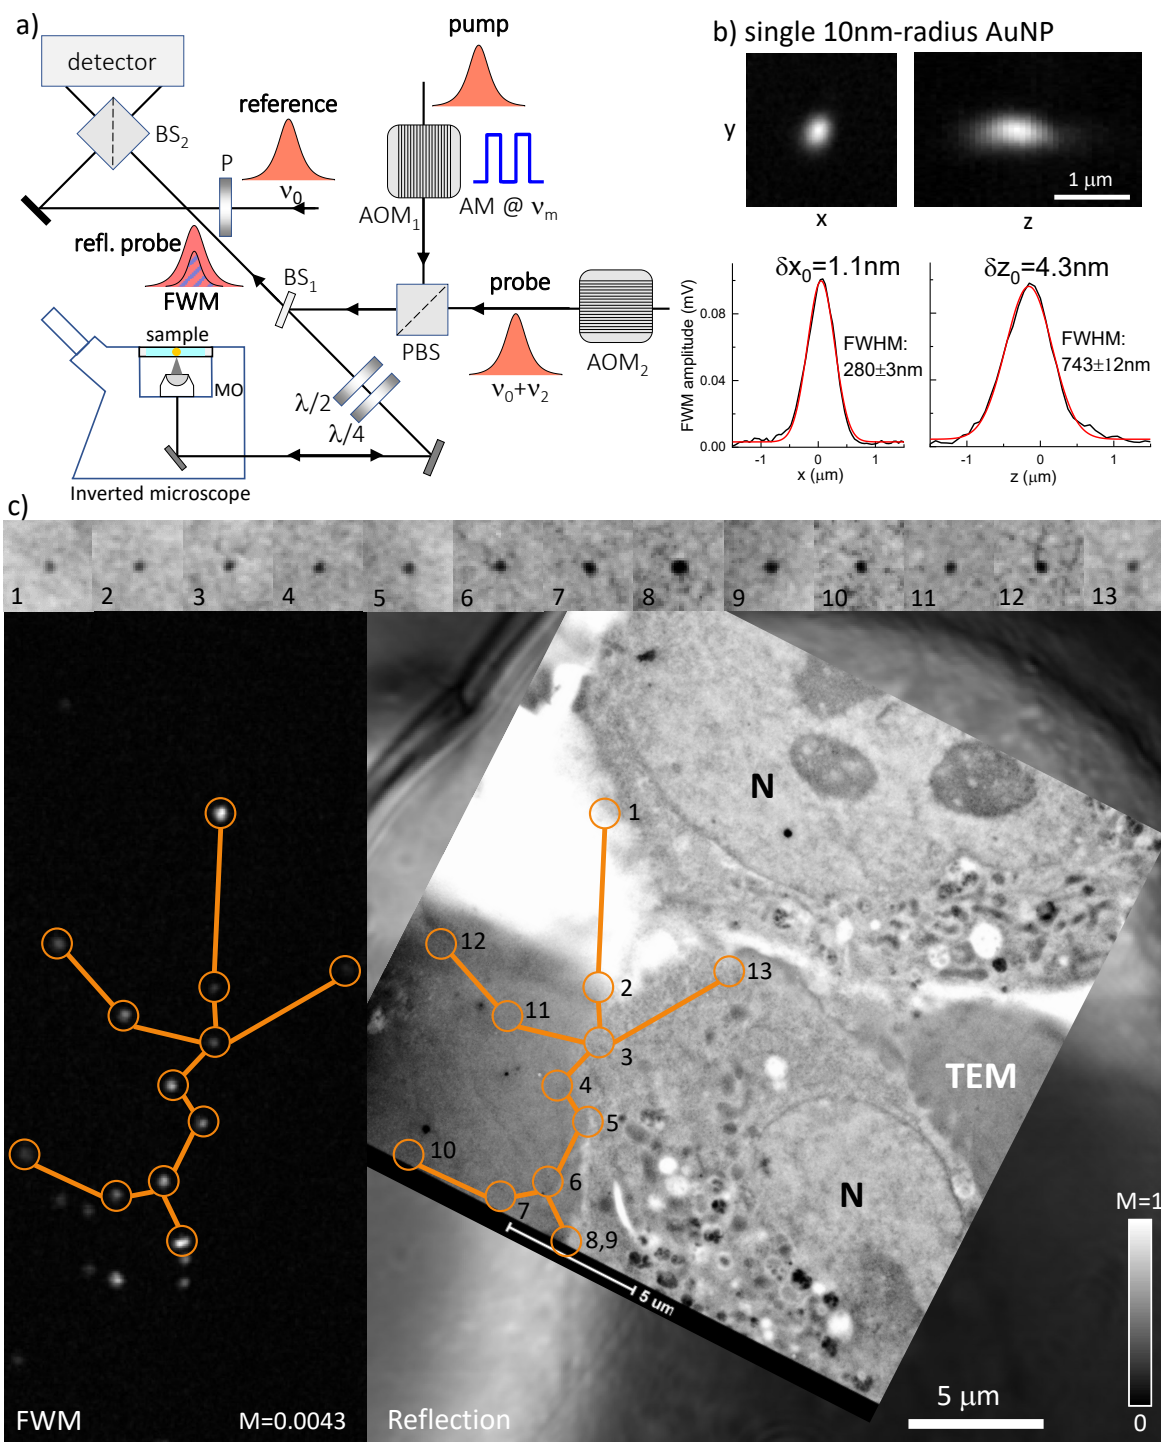 a)
detector
BS2
reference
P
ν0
pump
AOM1
AM @ νm
refl. probe
FWM
BS1
PBS
probe
ν0+ν2
AOM2
λ/2
λ/4
sample
MO
Inverted microscope
b) single 10nm-radius AuNP
y
x
z
1 μm
δx0=1.1nm
δz0=4.3nm
FWM amplitude (mV)
0.08
0.04
0.00
FWHM:
280±3nm
FWHM:
743±12nm
-1 0 1
x (μm)
-1 0 1
z (μm)
c)
1 2 3 4 5 6 7 8 9 10 11 12 13
N
1
12
13
2
11
3
TEM
4
5
10
6
N
7
8,9
5 um
M=1
5 μm
0
FWM
M=0.0043
Reflection